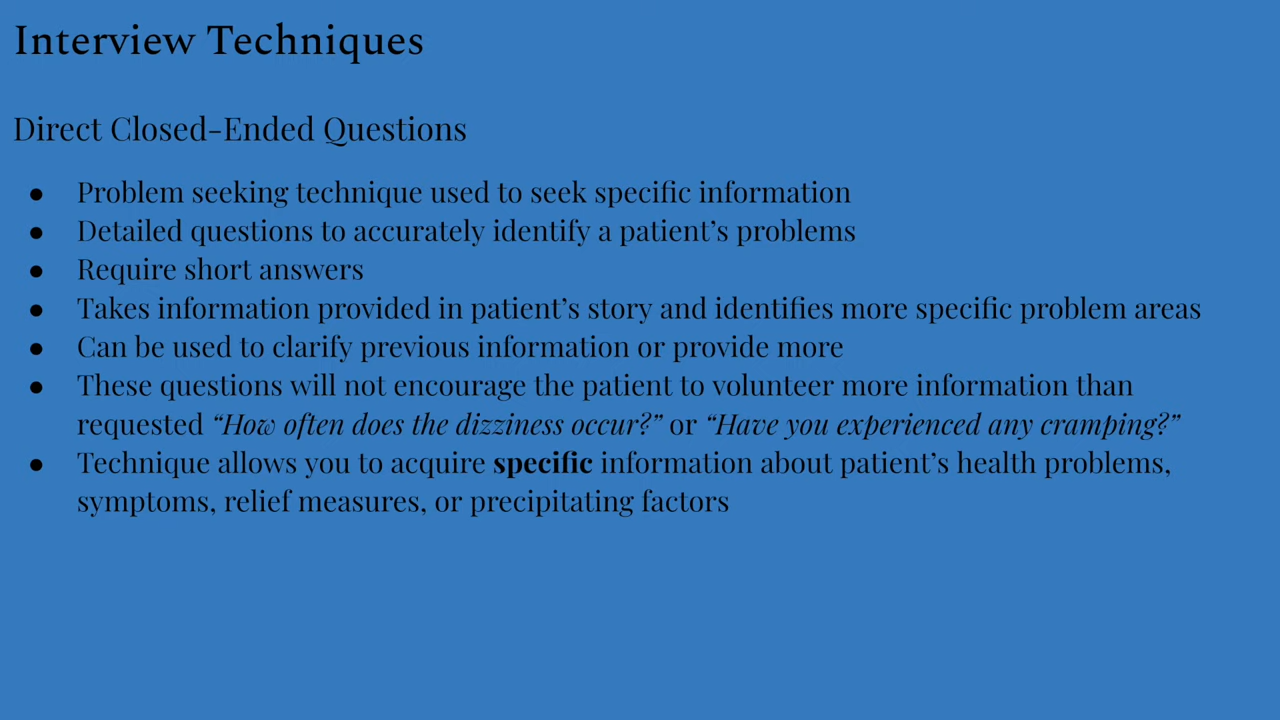 Interview Techniques
Direct Closed-Ended Questions
● Problem seeking technique used to seek specific information
● Detailed questions to accurately identify a patient’s problems
● Require short answers
● Takes information provided in patient’s story and identifies more specific problem areas
● Can be used to clarify previous information or provide more
● These questions will not encourage the patient to volunteer more information than
requested “How often does the dizziness occur?” or “Have you experienced any cramping?”
● Technique allows you to acquire specific information about patient’s health problems,
symptoms, relief measures, or precipitating factors